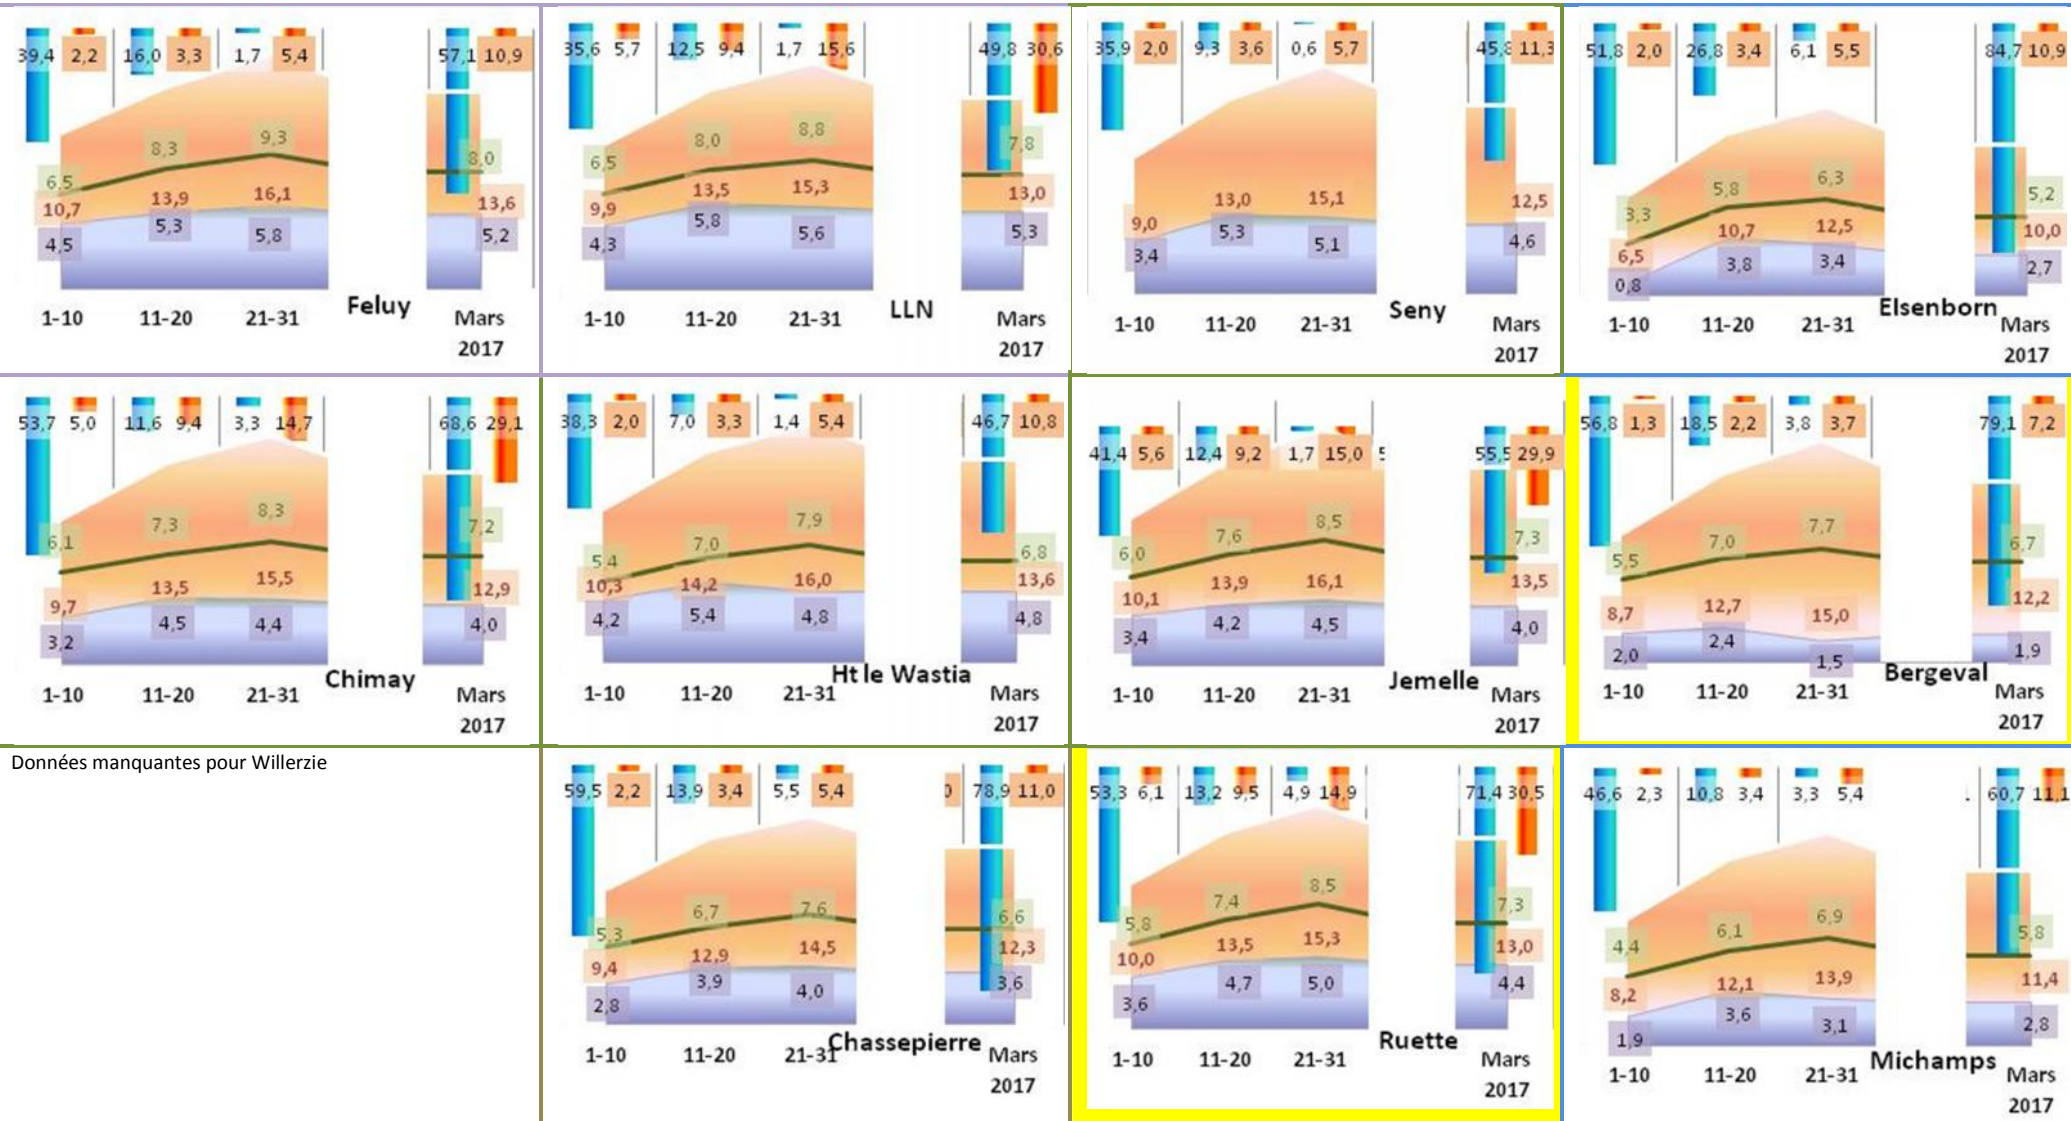 39,4 2,2 16,0 3,3 1,7 5,4 57,1 10,9
6,5 8,3 9,3 8,0
10,7 13,9 16,1 13,6
4,5 5,3 5,8 5,2
Feluy
1-10 11-20 21-31 Mars
2017
35,6 5,7 12,5 9,4 1,7 15,6 49,8 30,6
6,5 8,0 8,8 7,8
9,9 13,5 15,3 13,0
4,3 5,8 5,6 5,3
LLN
1-10 11-20 21-31 Mars
2017
35,9 2,0 9,3 3,6 0,6 5,7 45,8 11,3
9,0 13,0 15,1 12,5
3,4 5,3 5,1 4,6
Seny
1-10 11-20 21-31 Mars
2017
51,8 2,0 26,8 3,4 6,1 5,5 84,7 10,9
3,3 5,8 6,3 5,2
6,5 10,7 12,5 10,0
0,8 3,8 3,4 2,7
Elsenborn
1-10 11-20 21-31 Mars
2017
53,7 5,0 11,6 9,4 3,3 14,7 68,6 29,1
6,1 7,3 8,3 7,2
9,7 13,5 15,5 12,9
3,2 4,5 4,4 4,0
Chimay
1-10 11-20 21-31 Mars
2017
38,3 2,0 7,0 3,3 1,4 5,4 46,7 10,8
5,4 7,0 7,9 6,8
10,3 14,2 16,0 13,6
4,2 5,4 4,8 4,8
Ht le Wastia
1-10 11-20 21-31 Mars
2017
41,4 5,6 12,4 9,2 1,7 15,0 55,5 29,9
6,0 7,6 8,5 7,3
10,1 13,9 16,1 13,5
3,4 4,2 4,5 4,0
Jemelle
1-10 11-20 21-31 Mars
2017
56,8 1,3 18,5 2,2 3,8 3,7 79,1 7,2
5,5 7,0 7,7 6,7
8,7 12,7 15,0 12,2
2,0 2,4 1,5 1,9
Bergeval
1-10 11-20 21-31 Mars
2017
Données manquantes pour Willerzie
59,5 2,2 13,9 3,4 5,5 5,4 78,9 11,0
5,3 6,7 7,6 6,6
9,4 12,9 14,5 12,3
2,8 3,9 4,0 3,6
Chassepierre
1-10 11-20 21-31 Mars
2017
53,3 6,1 13,2 9,5 4,9 14,9 71,4 30,5
5,8 7,4 8,5 7,3
10,0 13,5 15,3 13,0
3,6 4,7 5,0 4,4
Ruette
1-10 11-20 21-31 Mars
2017
46,6 2,3 10,8 3,4 3,3 5,4 60,7 11,1
4,4 6,1 6,9 5,8
8,2 12,1 13,9 11,4
1,9 3,6 3,1 2,8
Michamps
1-10 11-20 21-31 Mars
2017